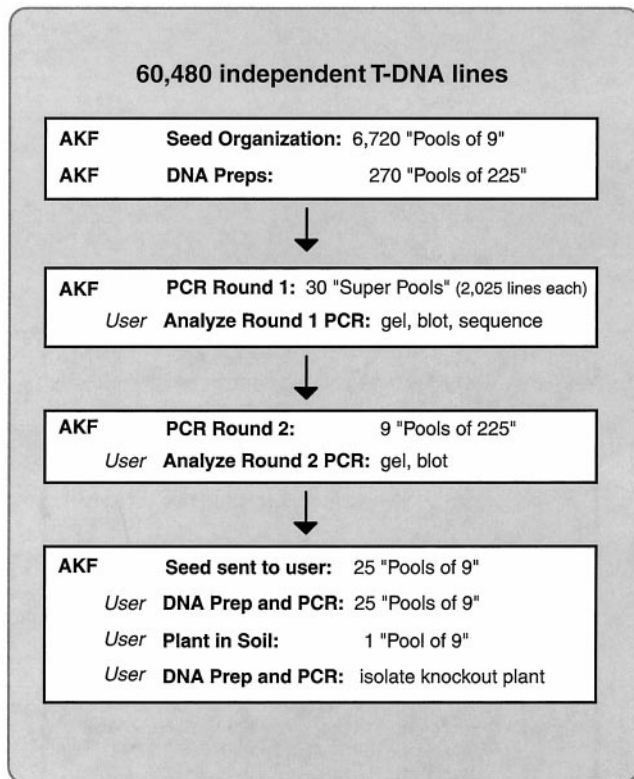 60,480 independent T-DNA lines
AKF Seed Organization: 6,720 "Pools of 9"
AKF DNA Preps: 270 "Pools of 225"
AKF PCR Round 1: 30 "Super Pools" (2,025 lines each)
User Analyze Round 1 PCR: gel, blot, sequence
AKF PCR Round 2: 9 "Pools of 225"
User Analyze Round 2 PCR: gel, blot
AKF Seed sent to user: 25 "Pools of 9"
User DNA Prep and PCR: 25 "Pools of 9"
User Plant in Soil: 1 "Pool of 9"
User DNA Prep and PCR: isolate knockout plant